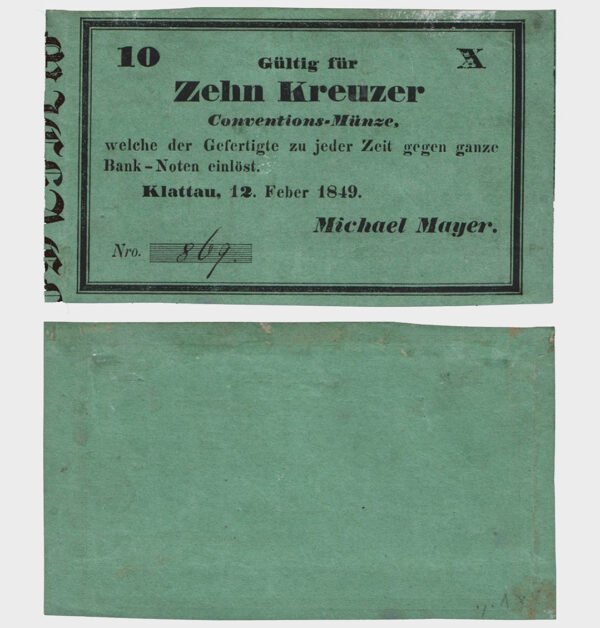 10 Gültig für X
Zehn Kreuzer
Conventions-Münze,
welche der Gefertigte zu jeder Zeit gegen ganze
Bank-Noten einlöst.
Klattau, 12. Feber 1849.
Michael Mayer.
Nro. 869.